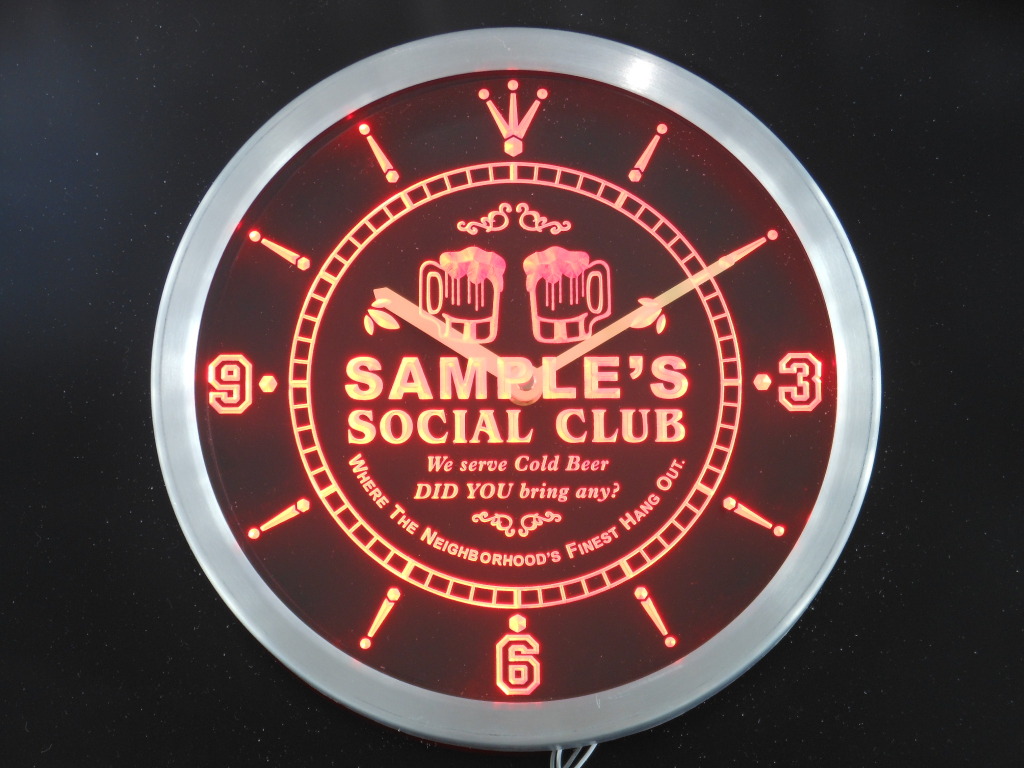 9
3
SAMPLE'S
SOCIAL CLUB
We serve Cold Beer
DID YOU bring any?
WHERE THE NEIGHBORHOOD'S FINEST HANG OUT.
6